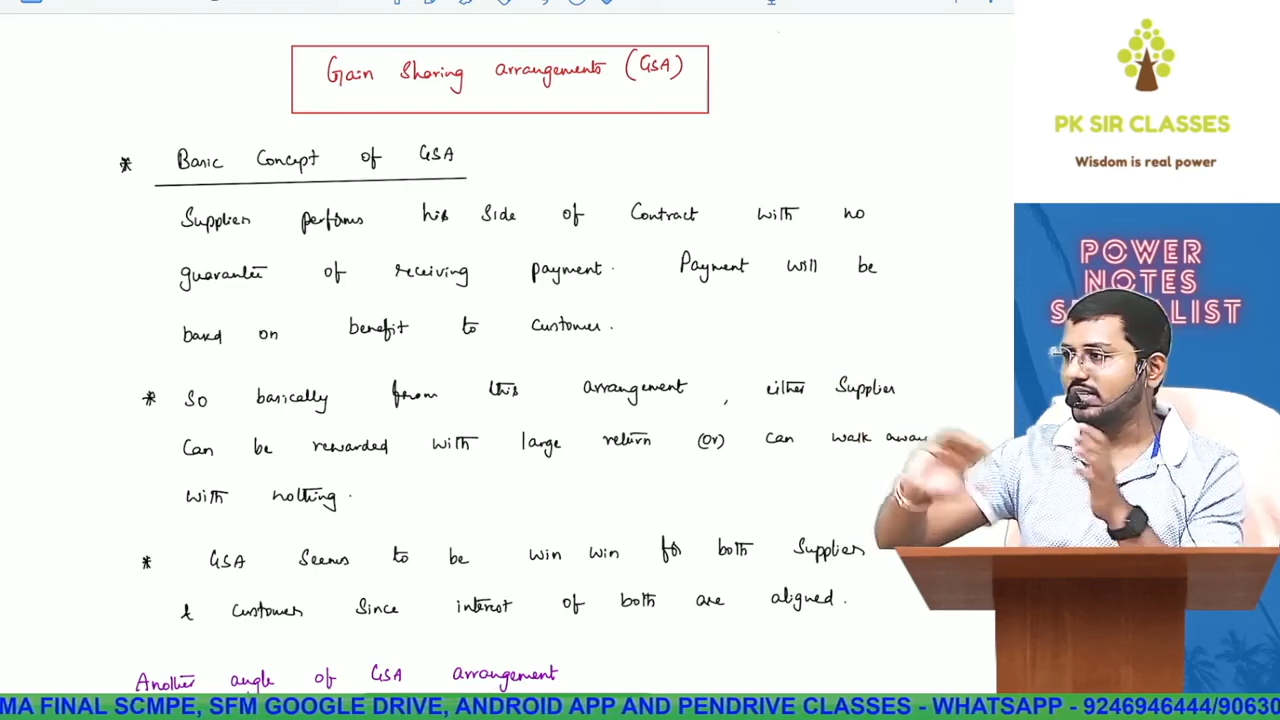 Gain Sharing arrangements (GSA)
* Basic Concept of GSA
Supplier performs his side of Contract with no
guarantee of receiving payment. Payment will be
based on benefit to customer.
* So basically from this arrangement, either Supplier
can be rewarded with large return (or) can walk away
with nothing.
* GSA Seems to be win win for both Supplier
& customer Since interest of both are aligned.
Another angle of GSA arrangement
PK SIR CLASSES
Wisdom is real power
POWER
NOTES
MA FINAL SCMPE, SFM GOOGLE DRIVE, ANDROID APP AND PENDRIVE CLASSES - WHATSAPP - 9246946444/90630